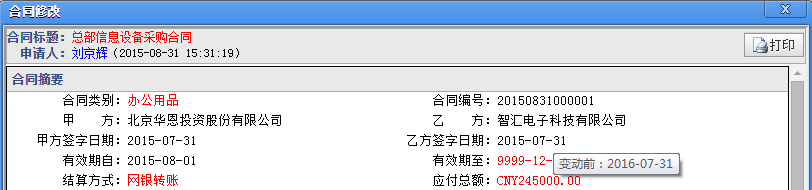 合同修改
合同标题：总部信息设备采购合同
申请人：刘京辉（2015-08-31 15:31:19）
打印
合同摘要
合同类别：办公用品 合同编号：20150831000001
甲 方：北京华恩投资股份有限公司 乙 方：智汇电子科技有限公司
甲方签字日期：2015-07-31 乙方签字日期：2015-07-31
有效期自：2015-08-01 有效期至：9999-12- 变动前：2016-07-31
结算方式：网银转账 应付总额：CNY245000.00